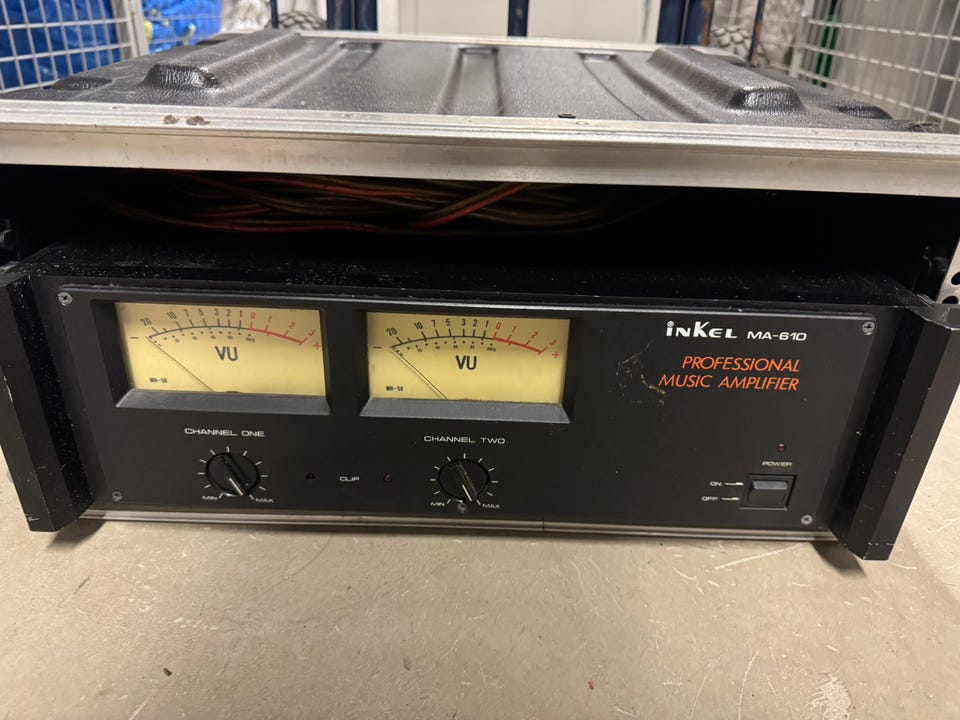 20 10 7 5 3 2 1 0 1 2 3
- +
VU
MH-58
20 10 7 5 3 2 1 0 1 2 3
- +
VU
MH-58
inKEL MA-610
PROFESSIONAL
MUSIC AMPLIFIER
CHANNEL ONE
MIN MAX
CLIP
CHANNEL TWO
MIN MAX
POWER
ON
OFF